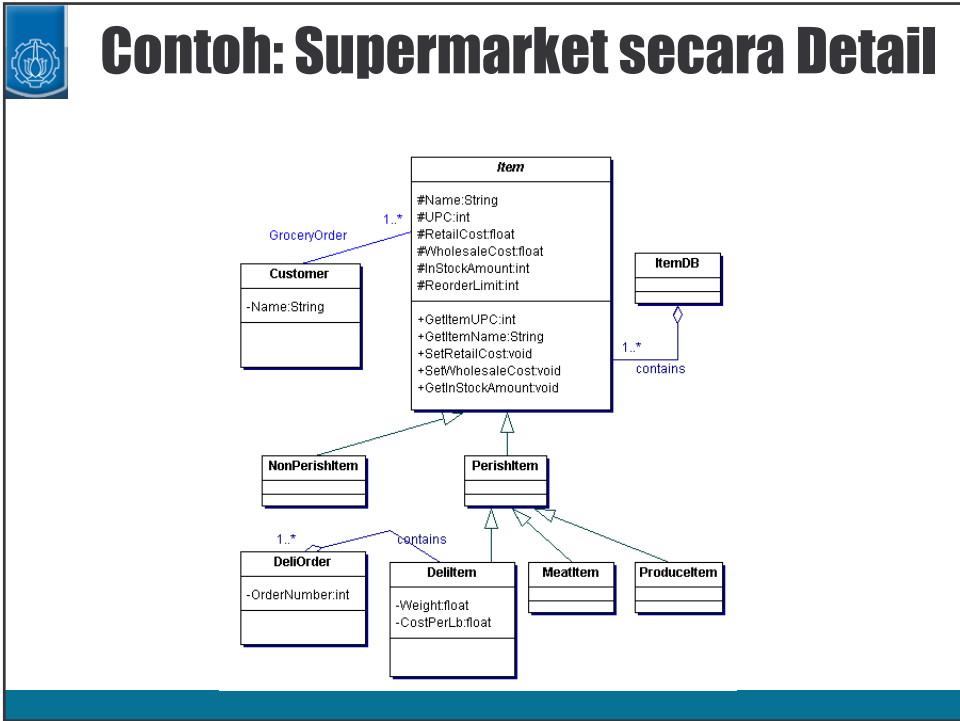 Contoh: Supermarket secara Detail
Item
#Name:String
#UPC:int
#RetailCost:float
#WholesaleCost:float
#InStockAmount:int
#ReorderLimit:int
+GetItemUPC:int
+GetItemName:String
+SetRetailCost:void
+SetWholesaleCost:void
+GetInStockAmount:void
1..*
GroceryOrder
Customer
-Name:String
ItemDB
1..*
contains
NonPerishItem
PerishItem
1..*
contains
DeliOrder
-OrderNumber:int
DeliItem
-Weight:float
-CostPerLb:float
MeatItem
ProduceItem